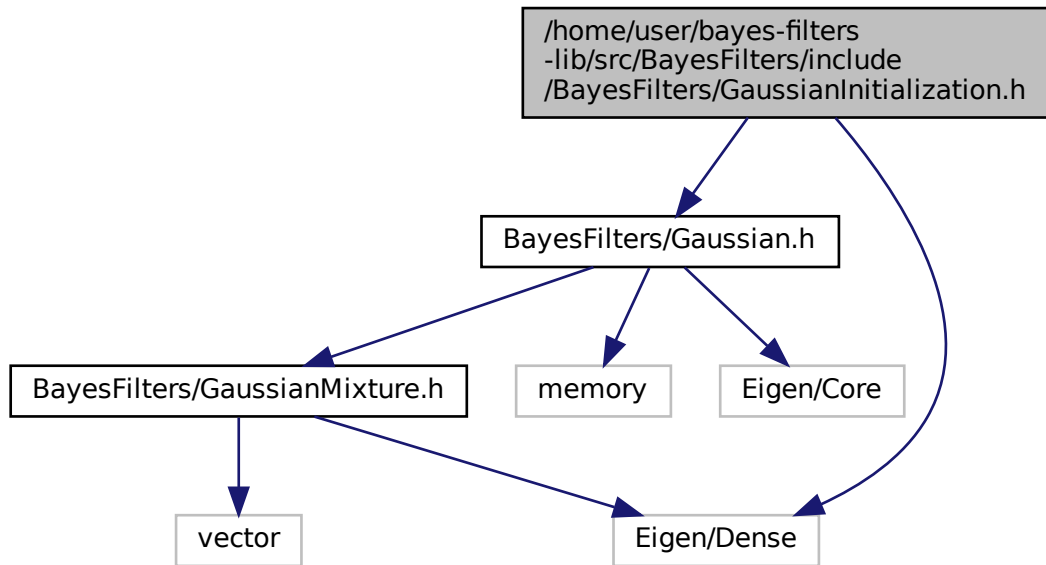 /home/user/bayes-filters
-lib/src/BayesFilters/include
/BayesFilters/GaussianInitialization.h
BayesFilters/Gaussian.h
BayesFilters/GaussianMixture.h
memory
Eigen/Core
vector
Eigen/Dense